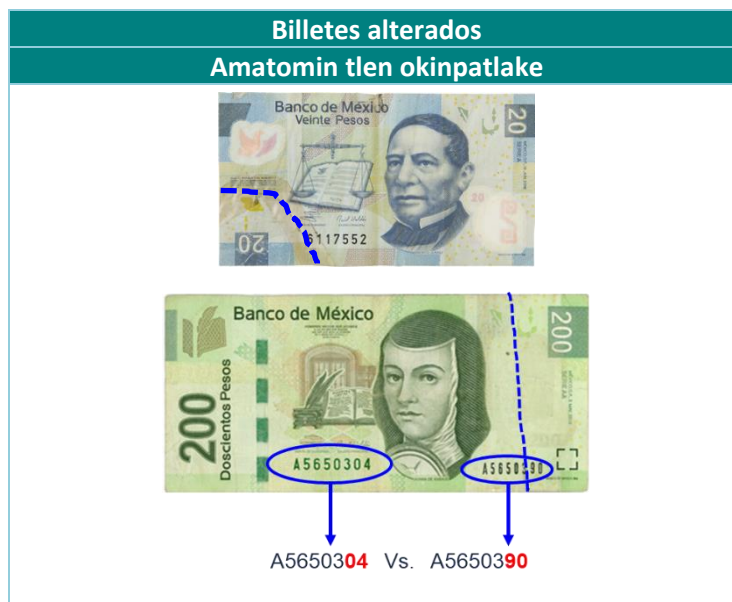 Billetes alterados
Amatomin tlen okinpatlake
Banco de México
Veinte Pesos
20
20
20
6117552
Banco de México
200
200
Doscientos Pesos
A5650304
A5650390
A5650304 Vs. A5650390